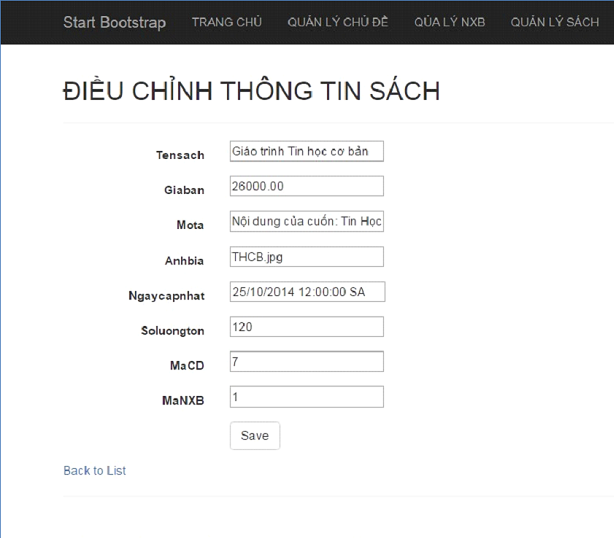 Start Bootstrap TRANG CHỦ QUẢN LÝ CHỦ ĐỀ QỦA LÝ NXB QUẢN LÝ SÁCH
ĐIỀU CHỈNH THÔNG TIN SÁCH
Tensach Giáo trình Tin học cơ bản
Giaban 26000.00
Mota Nội dung của cuốn: Tin Học
Anhbia THCB.jpg
Ngaycapnhat 25/10/2014 12:00:00 SA
Soluongton 120
MaCD 7
MaNXB 1
Save
Back to List